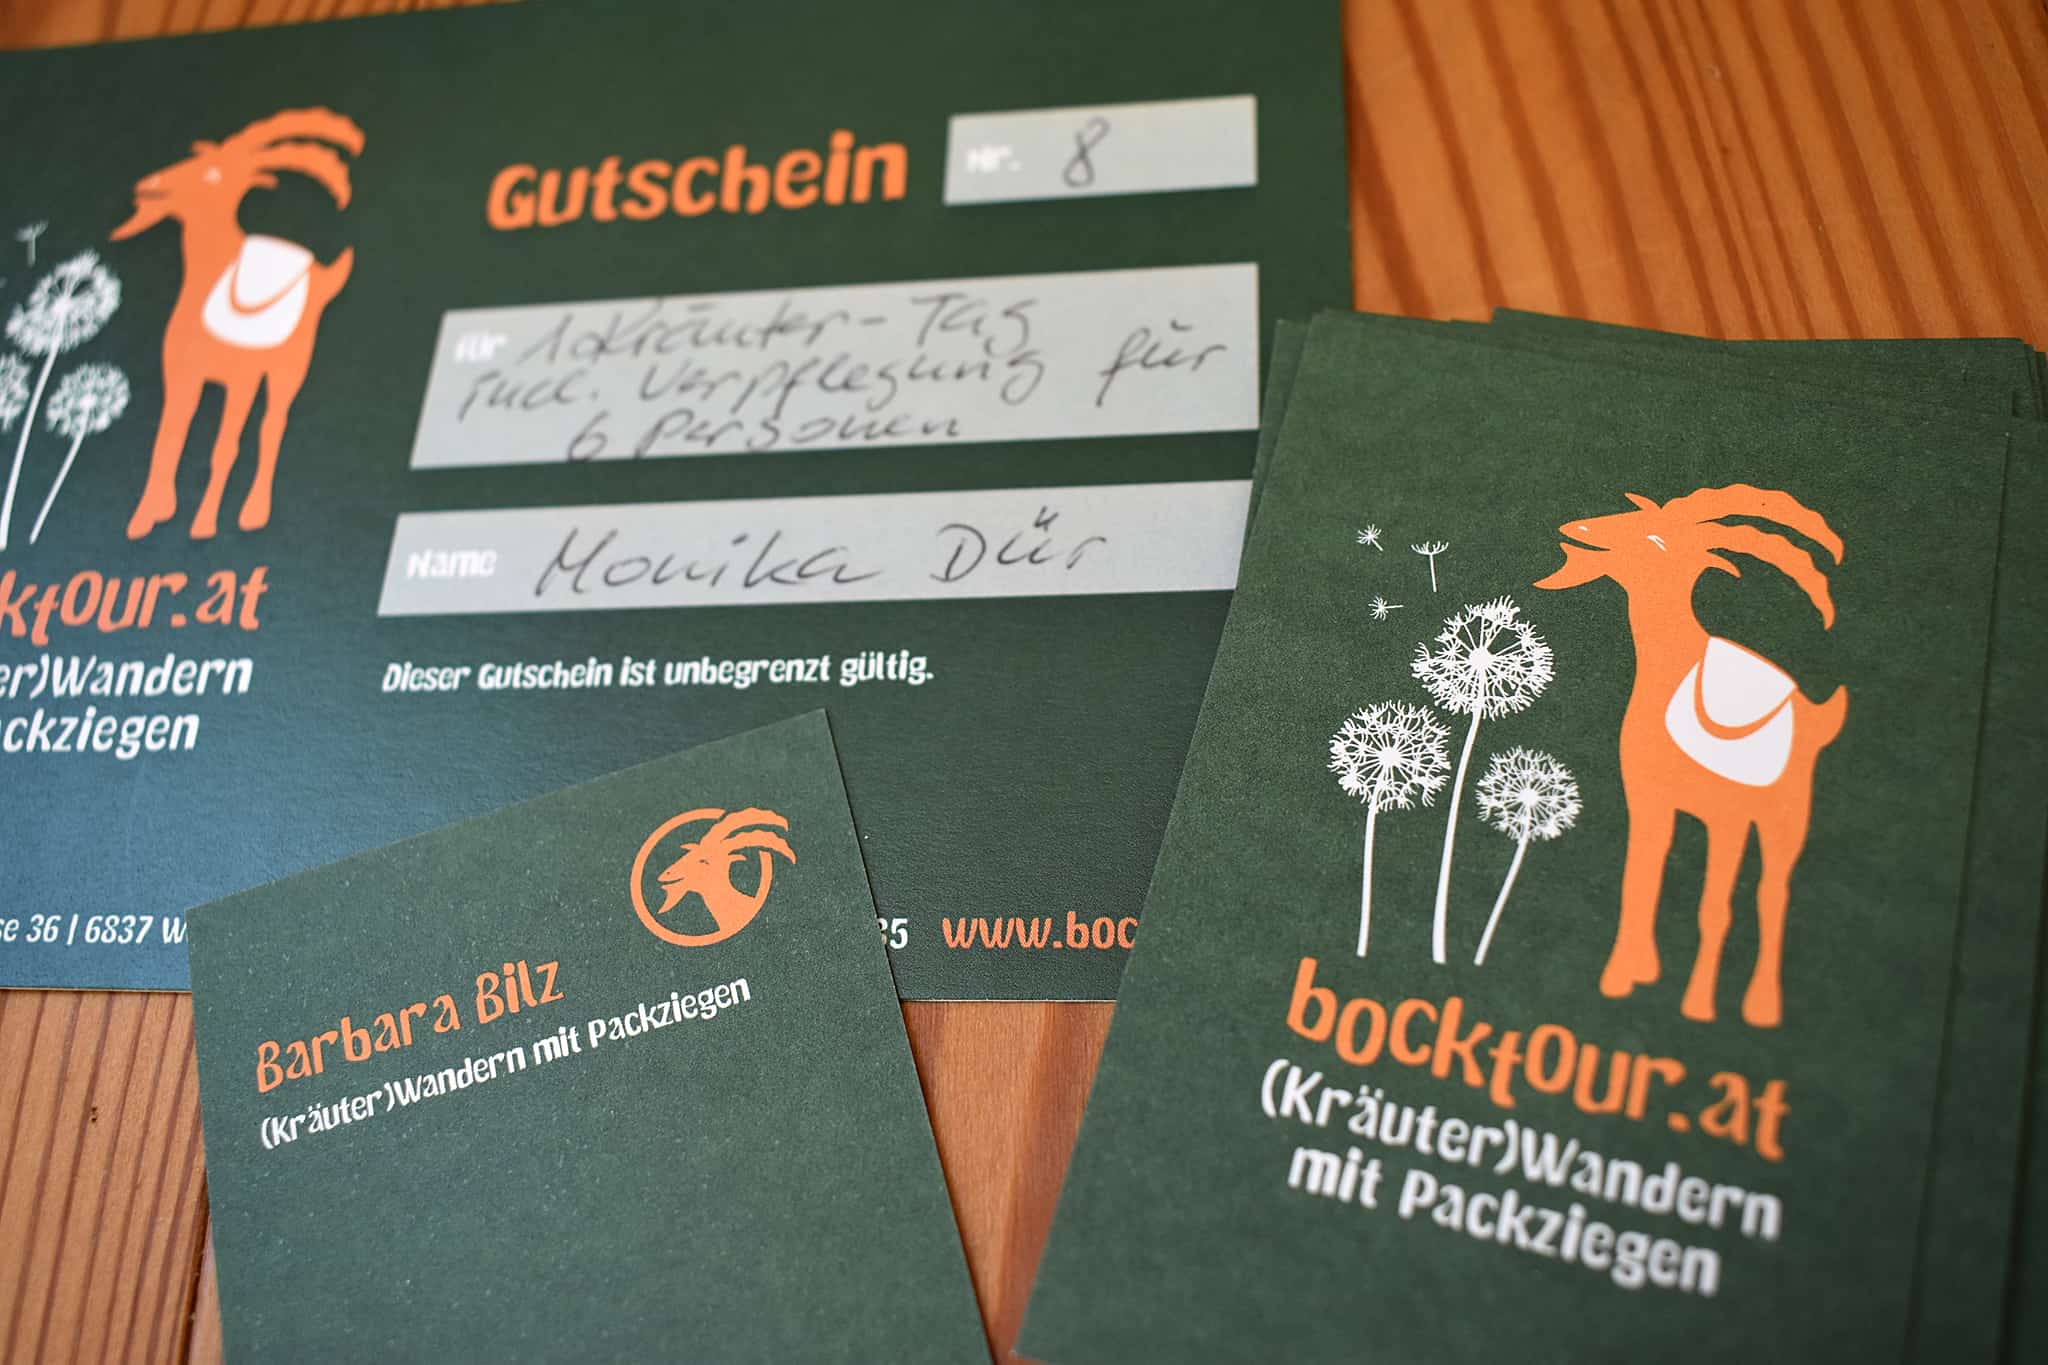 Gutschein
Nr. 8
für 1 Kräuter-Tag
incl. Verpflegung für
6 Personen
Name Monika Dür
Dieser Gutschein ist unbegrenzt gültig.
cktour.at
er)Wandern
ackziegen
se 36 | 6837 W
35 www.boc
Barbara Bilz
(Kräuter)Wandern mit Packziegen
bocktour.at
(Kräuter)Wandern
mit Packziegen